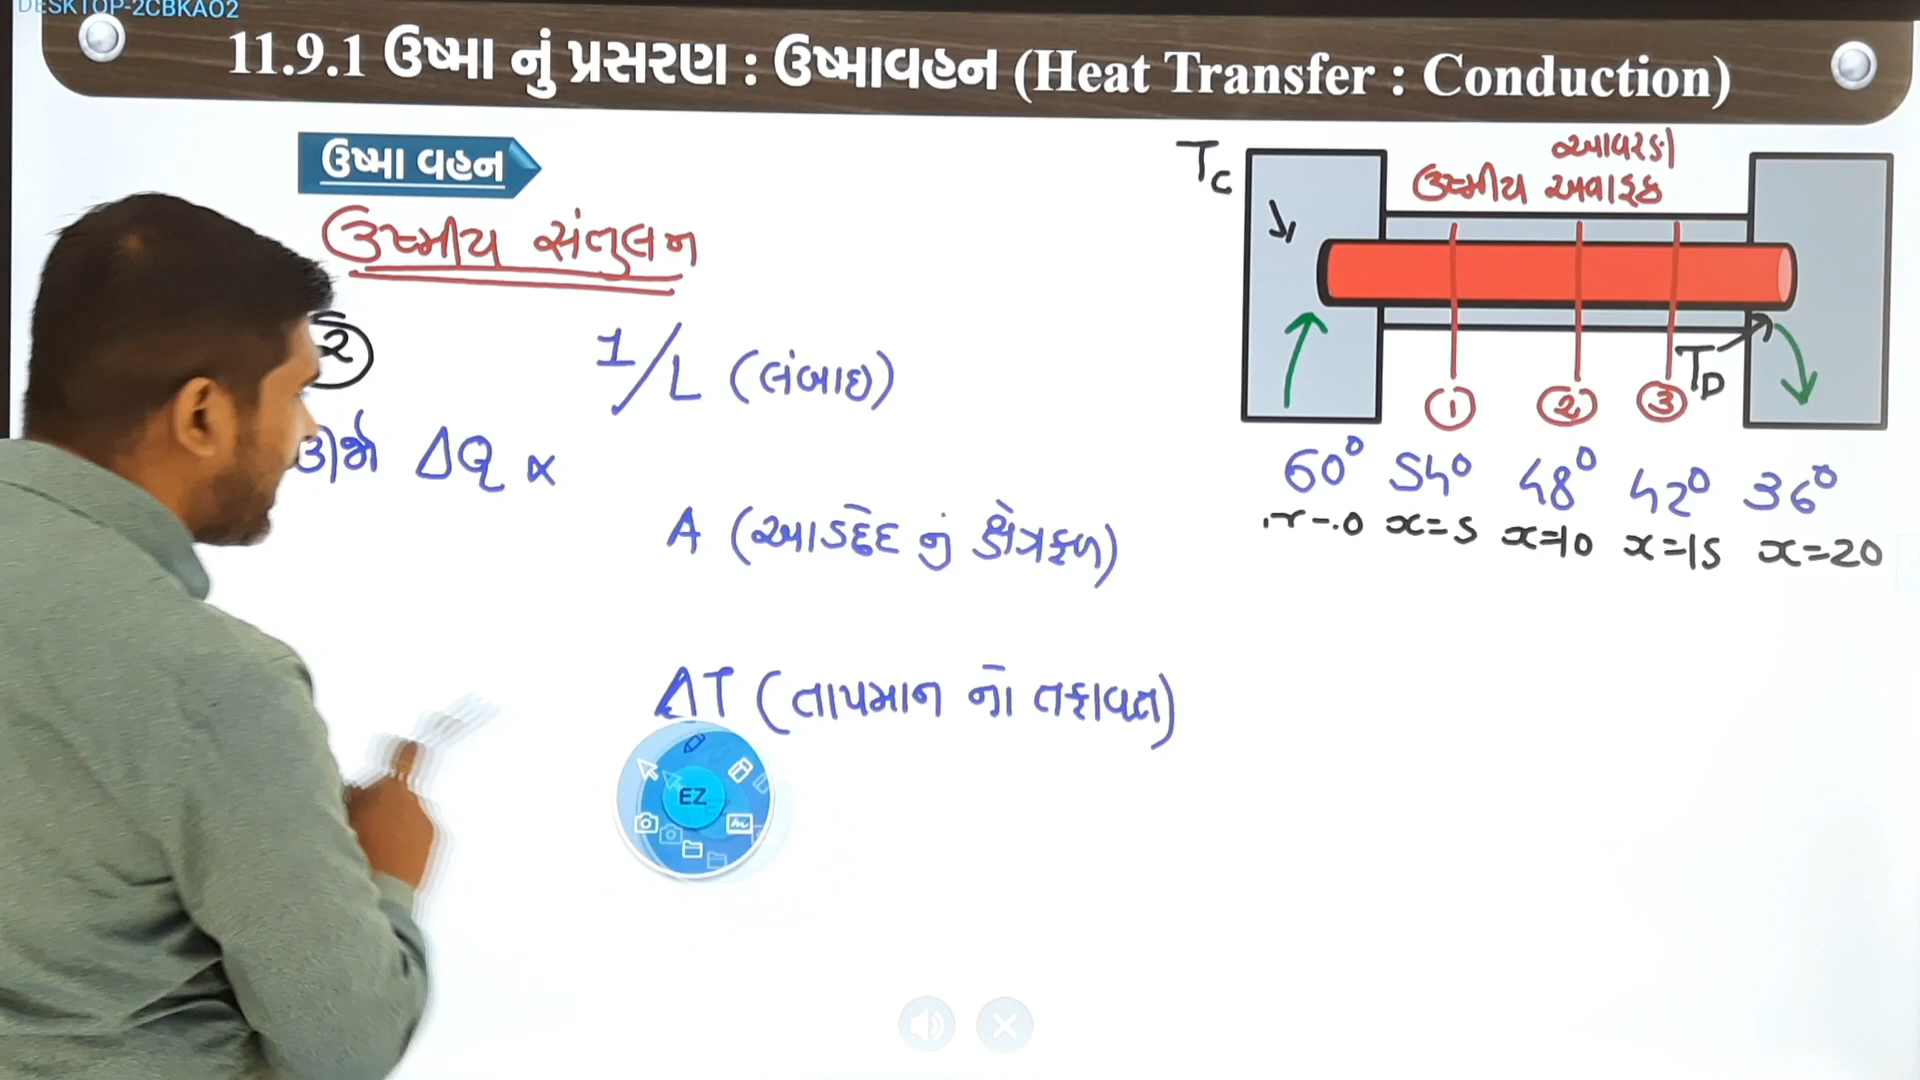 DESKTOP-2CBKAO2
11.9.1 ઉષ્મા નું પ્રસરણ : ઉષ્માવહન (Heat Transfer : Conduction)
ઉષ્મા વહન
ઉષ્મીય સંતુલન
આવરણ
ઉષ્મીય અવાહક
TC
2
1/L (લંબાઇ)
TD
1 2 3
ΔQ ∝
60° 54° 48° 42° 36°
x=0 x=5 x=10 x=15 x=20
A (આડછેદ નું ક્ષેત્રફળ)
ΔT (તાપમાન નો તફાવત)
EZ